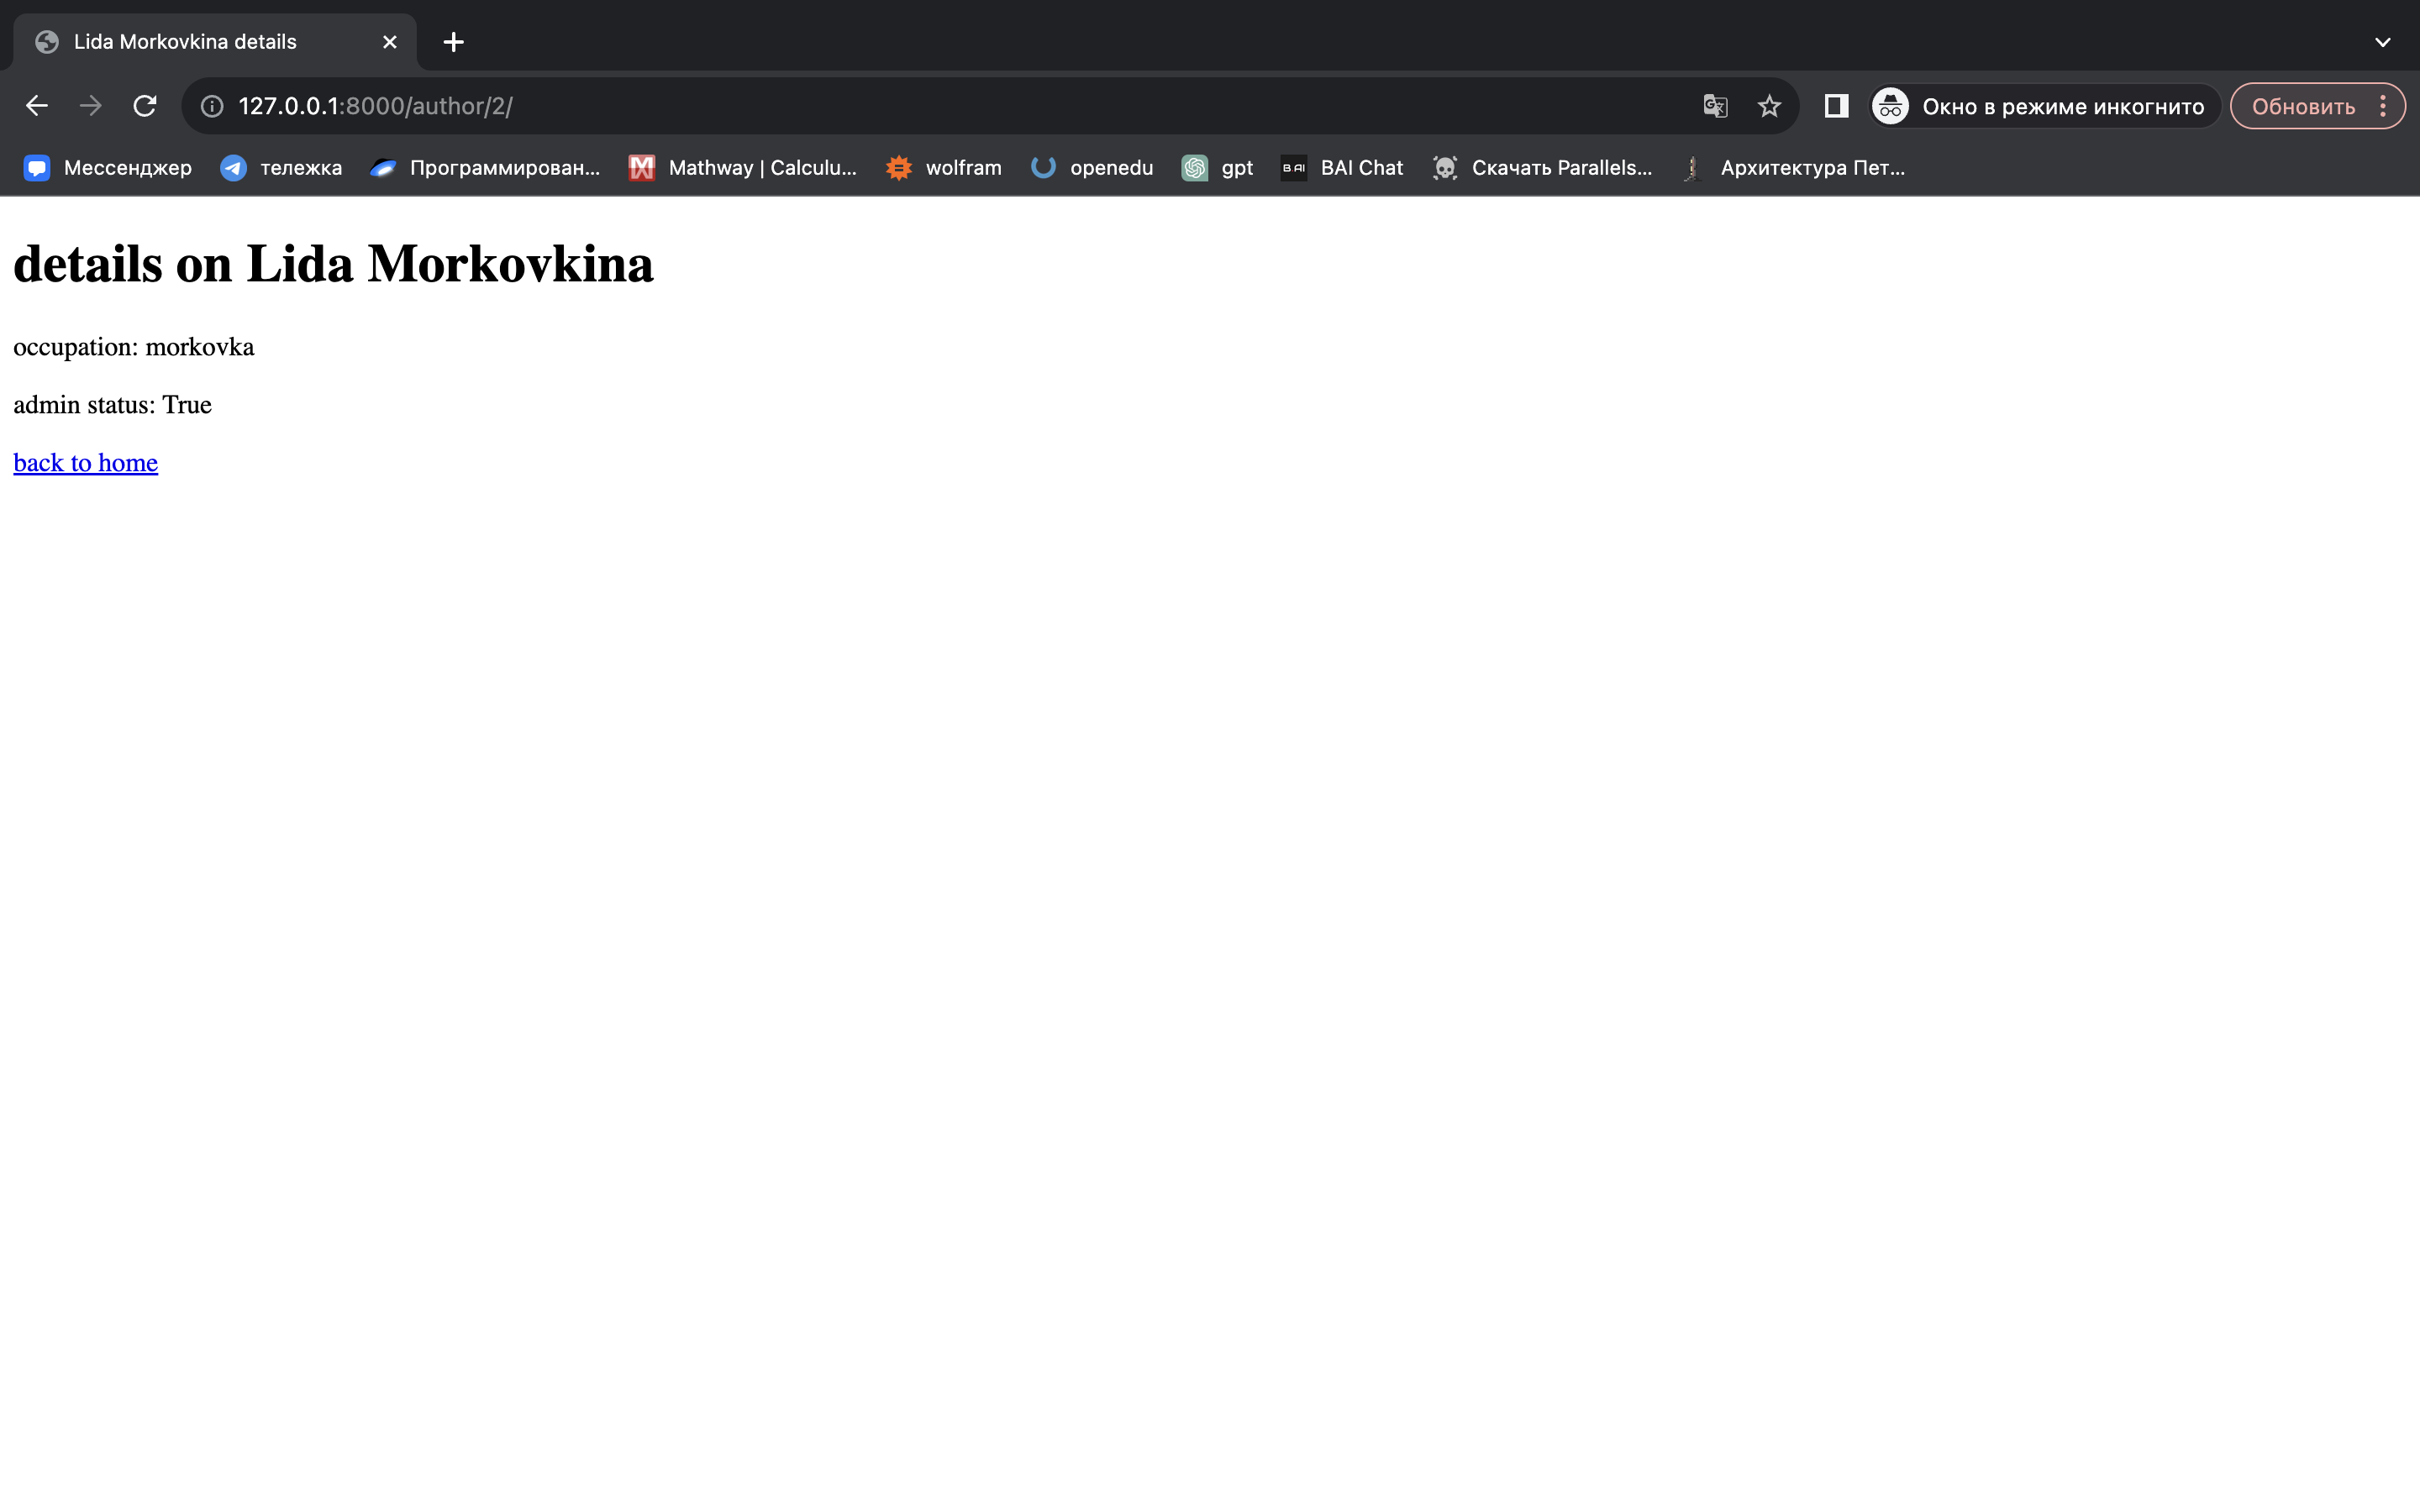 Lida Morkovkina details
127.0.0.1:8000/author/2/
Окно в режиме инкогнито
Обновить
Мессенджер тележка Программирован... Mathway | Calculu... wolfram openedu gpt B AI BAI Chat Скачать Parallels... Архитектура Пет...
details on Lida Morkovkina
occupation: morkovka
admin status: True
back to home